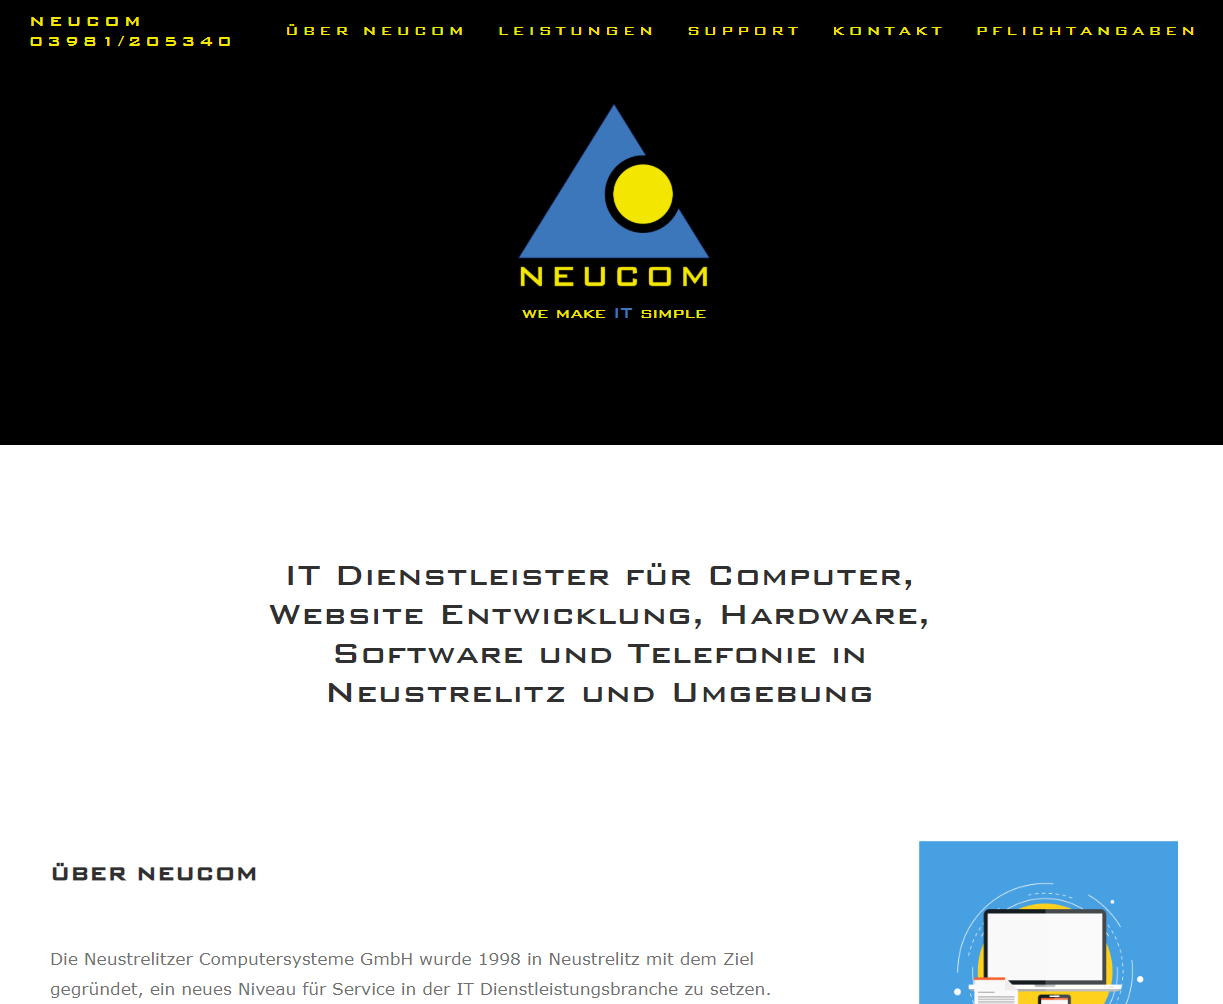 NEUCOM
03981/205340
ÜBER NEUCOM LEISTUNGEN SUPPORT KONTAKT PFLICHTANGABEN
NEUCOM
WE MAKE IT SIMPLE
IT Dienstleister für Computer,
Website Entwicklung, Hardware,
Software und Telefonie in
Neustrelitz und Umgebung
ÜBER NEUCOM
Die Neustrelitzer Computersysteme GmbH wurde 1998 in Neustrelitz mit dem Ziel
gegründet, ein neues Niveau für Service in der IT Dienstleistungsbranche zu setzen.